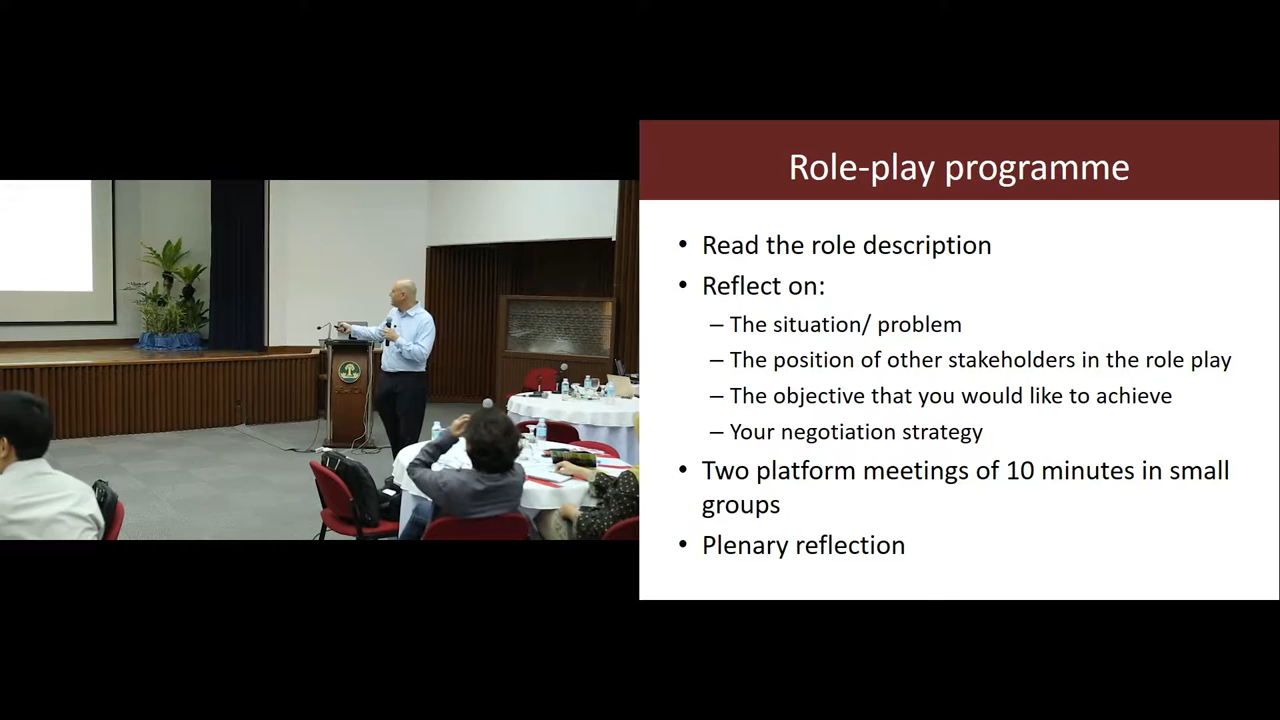 Role-play programme
• Read the role description
• Reflect on:
– The situation/ problem
– The position of other stakeholders in the role play
– The objective that you would like to achieve
– Your negotiation strategy
• Two platform meetings of 10 minutes in small
groups
• Plenary reflection